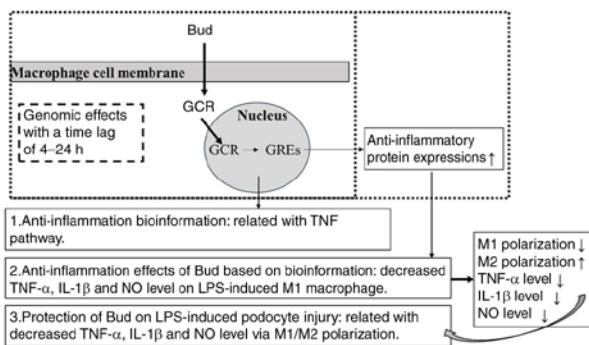 Bud
Macrophage cell membrane
Genomic effects
with a time lag
of 4–24 h
GCR
Nucleus
GCR
GREs
Anti-inflammatory
protein expressions↑
1.Anti-inflammation bioinformation: related with TNF
pathway.
2.Anti-inflammation effects of Bud based on bioinformation: decreased
TNF-α, IL-1β and NO level on LPS-induced M1 macrophage.
3.Protection of Bud on LPS-induced podocyte injury: related with
decreased TNF-α, IL-1β and NO level via M1/M2 polarization.
M1 polarization↓
M2 polarization↑
TNF-α level ↓
IL-1β level ↓
NO level ↓